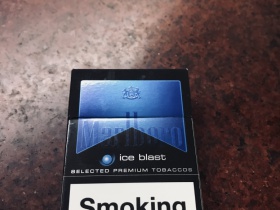 Marlboro
ice blast
SELECTED PREMIUM TOBACCOS
Smoking